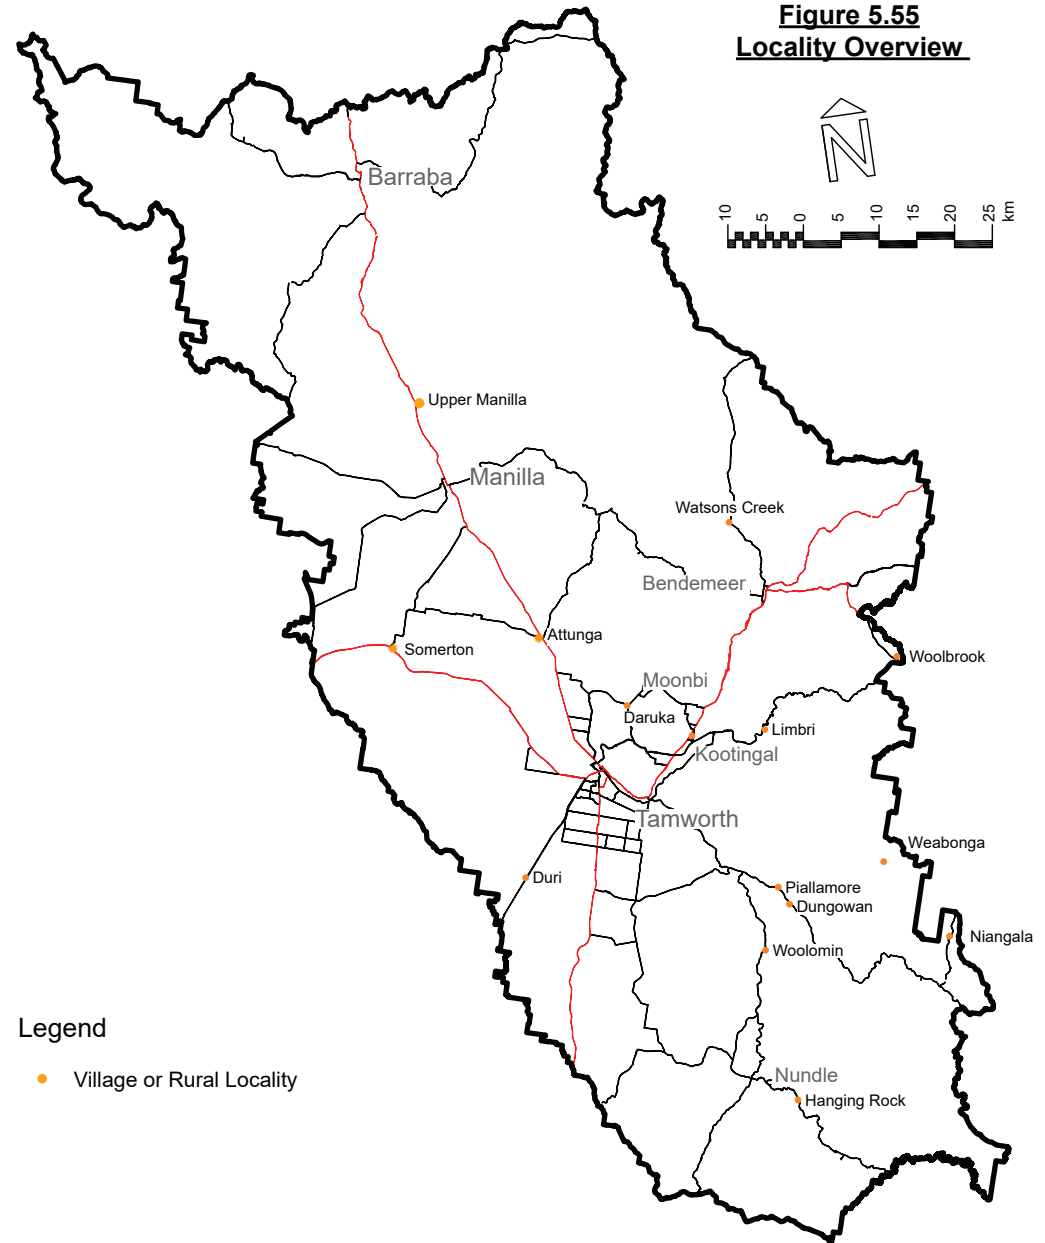 Figure 5.55
Locality Overview
N
10 5 0 5 10 15 20 25 km
Barraba
Upper Manilla
Manilla
Watsons Creek
Bendemeer
Attunga
Somerton
Woolbrook
Moonbi
Daruka
Limbri
Kootingal
Tamworth
Weabonga
Duri
Piallamore
Dungowan
Niangala
Woolomin
Legend
Nundle
Village or Rural Locality
Hanging Rock